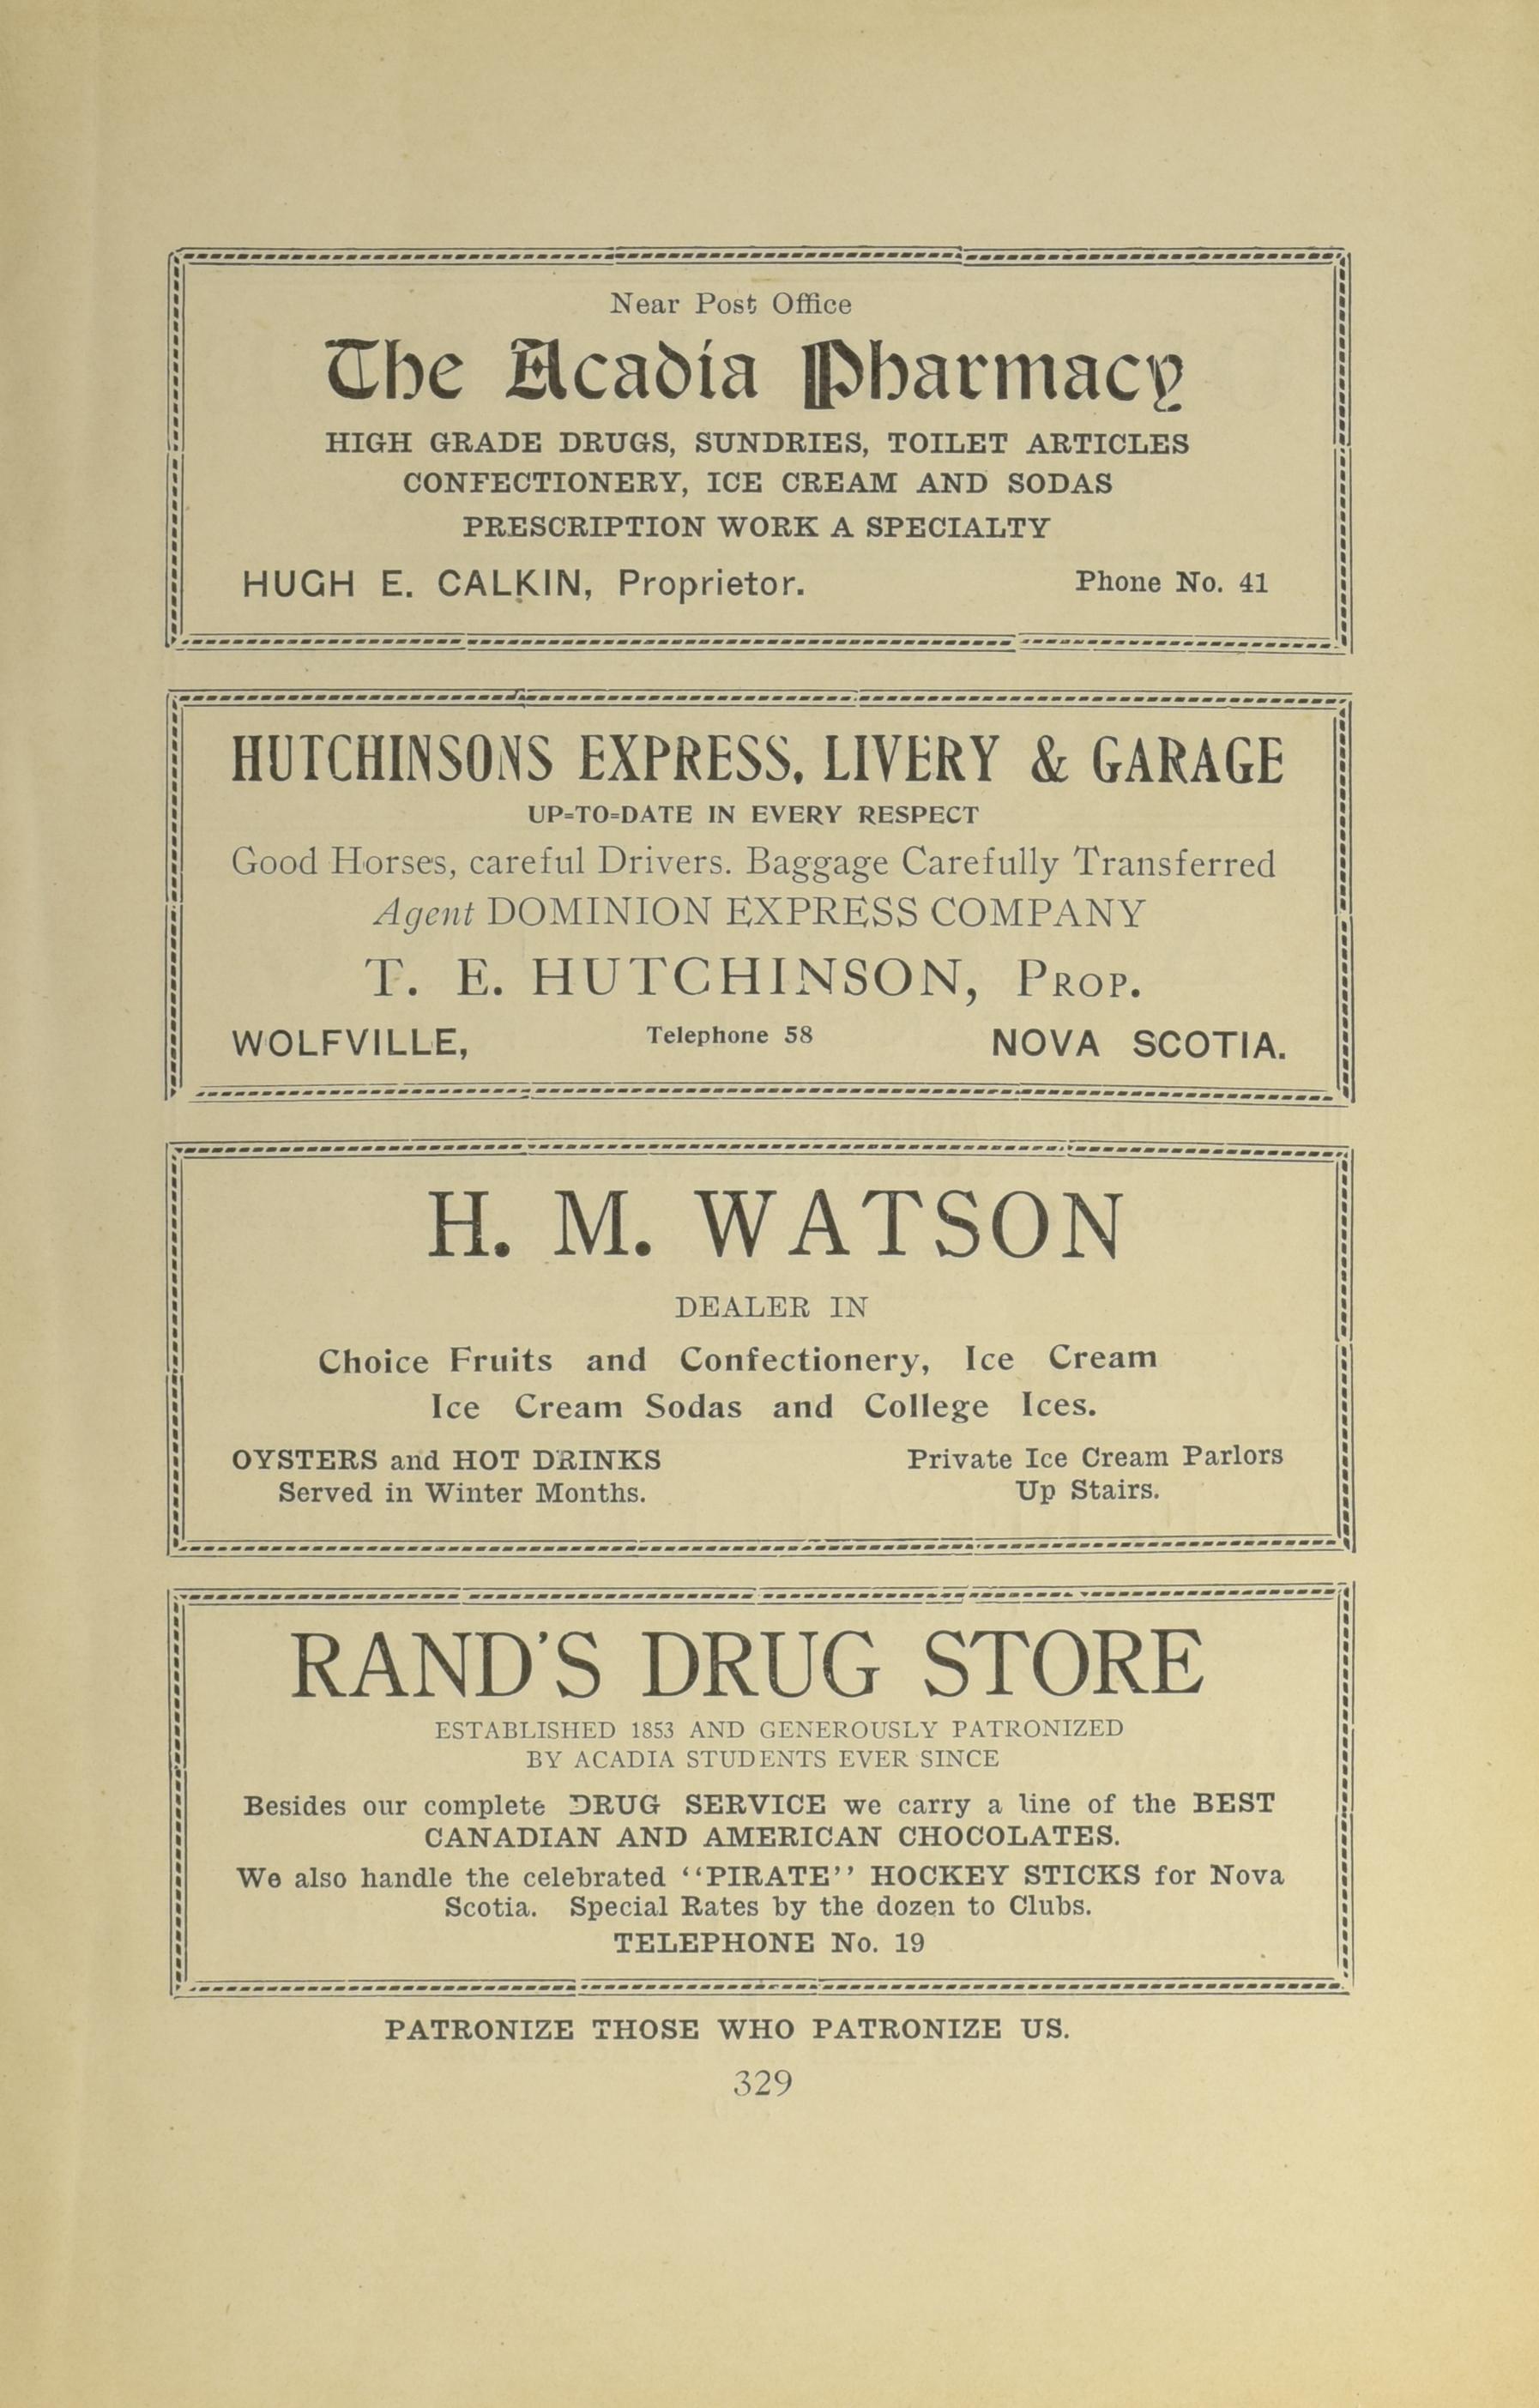 Near Post Office
The Acadia Pharmacy
HIGH GRADE DRUGS, SUNDRIES, TOILET ARTICLES
CONFECTIONERY, ICE CREAM AND SODAS
PRESCRIPTION WORK A SPECIALTY
HUGH E. CALKIN, Proprietor. Phone No. 41
HUTCHINSONS EXPRESS, LIVERY & GARAGE
UP=TO=DATE IN EVERY RESPECT
Good Horses, careful Drivers. Baggage Carefully Transferred
Agent DOMINION EXPRESS COMPANY
T. E. HUTCHINSON, PROP.
WOLFVILLE, Telephone 58 NOVA SCOTIA.
H. M. WATSON
DEALER IN
Choice Fruits and Confectionery, Ice Cream
Ice Cream Sodas and College Ices.
OYSTERS and HOT DRINKS Private Ice Cream Parlors
Served in Winter Months. Up Stairs.
RAND'S DRUG STORE
ESTABLISHED 1853 AND GENEROUSLY PATRONIZED
BY ACADIA STUDENTS EVER SINCE
Besides our complete DRUG SERVICE we carry a line of the BEST
CANADIAN AND AMERICAN CHOCOLATES.
We also handle the celebrated "PIRATE" HOCKEY STICKS for Nova
Scotia. Special Rates by the dozen to Clubs.
TELEPHONE No. 19
PATRONIZE THOSE WHO PATRONIZE US.
329